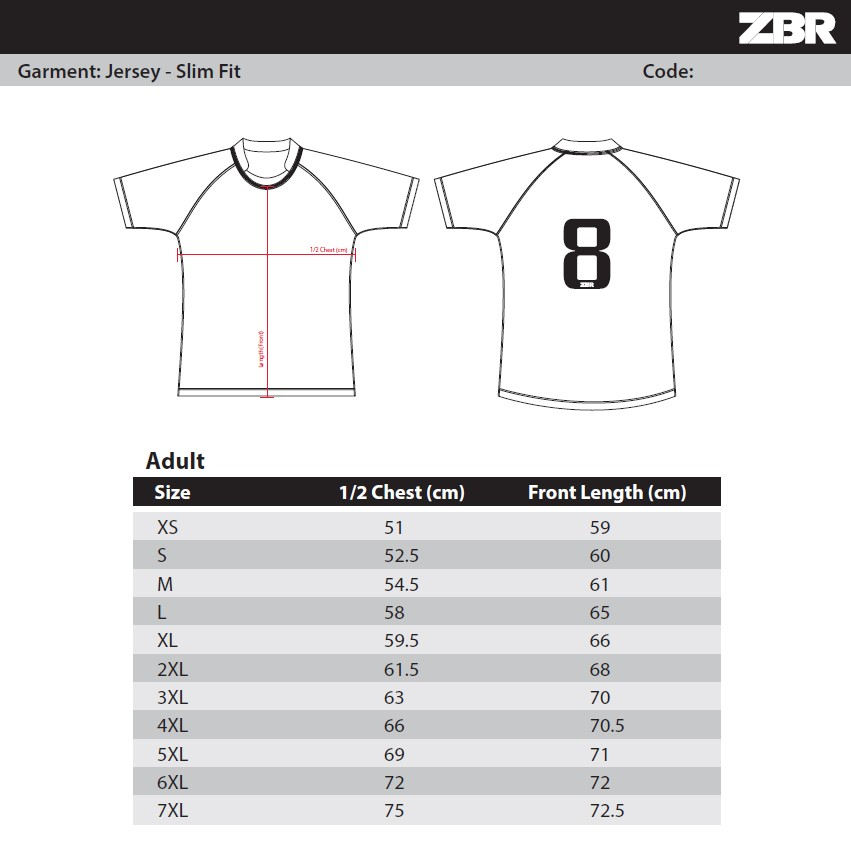 ZBR
Garment: Jersey - Slim Fit Code:
1/2 Chest (cm)
Length (Front)
8
ZBR
Adult
Size 1/2 Chest (cm) Front Length (cm)
XS 51 59
S 52.5 60
M 54.5 61
L 58 65
XL 59.5 66
2XL 61.5 68
3XL 63 70
4XL 66 70.5
5XL 69 71
6XL 72 72
7XL 75 72.5